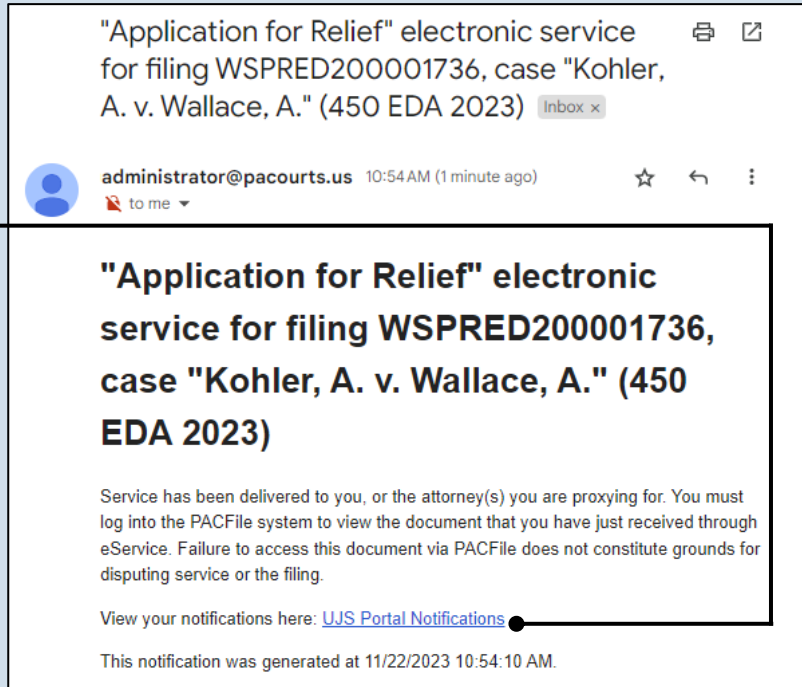 "Application for Relief" electronic service
for filing WSPRED200001736, case "Kohler,
A. v. Wallace, A." (450 EDA 2023) Inbox x
administrator@pacourts.us 10:54 AM (1 minute ago)
to me
"Application for Relief" electronic
service for filing WSPRED200001736,
case "Kohler, A. v. Wallace, A." (450
EDA 2023)
Service has been delivered to you, or the attorney(s) you are proxying for. You must
log into the PACFile system to view the document that you have just received through
eService. Failure to access this document via PACFile does not constitute grounds for
disputing service or the filing.
View your notifications here: UJS Portal Notifications
This notification was generated at 11/22/2023 10:54:10 AM.